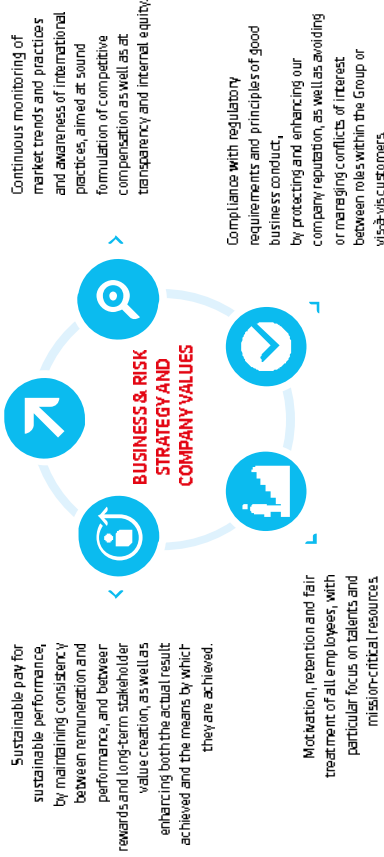 Sustainable pay for
sustainable performance,
by maintaining consistency
between remuneration and
performance, and between
rewards and long-term stakeholder
value creation, as well as
enhancing both the actual result
achieved and the means by which
they are achieved.
BUSINESS & RISK
STRATEGY AND
COMPANY VALUES
Continuous monitoring of
market trends and practices
and awareness of international
practices, aimed at sound
formulation of competitive
compensation as well as at
transparency and internal equity.
Motivation, retention and fair
treatment of all employees, with
particular focus on talents and
mission-critical resources
Compliance with regulatory
requirements and principles of good
business conduct,
by protecting and enhancing our
company reputation, as well as avoiding
or managing conflicts of interest
between roles within the Group or
vis-à-vis customers